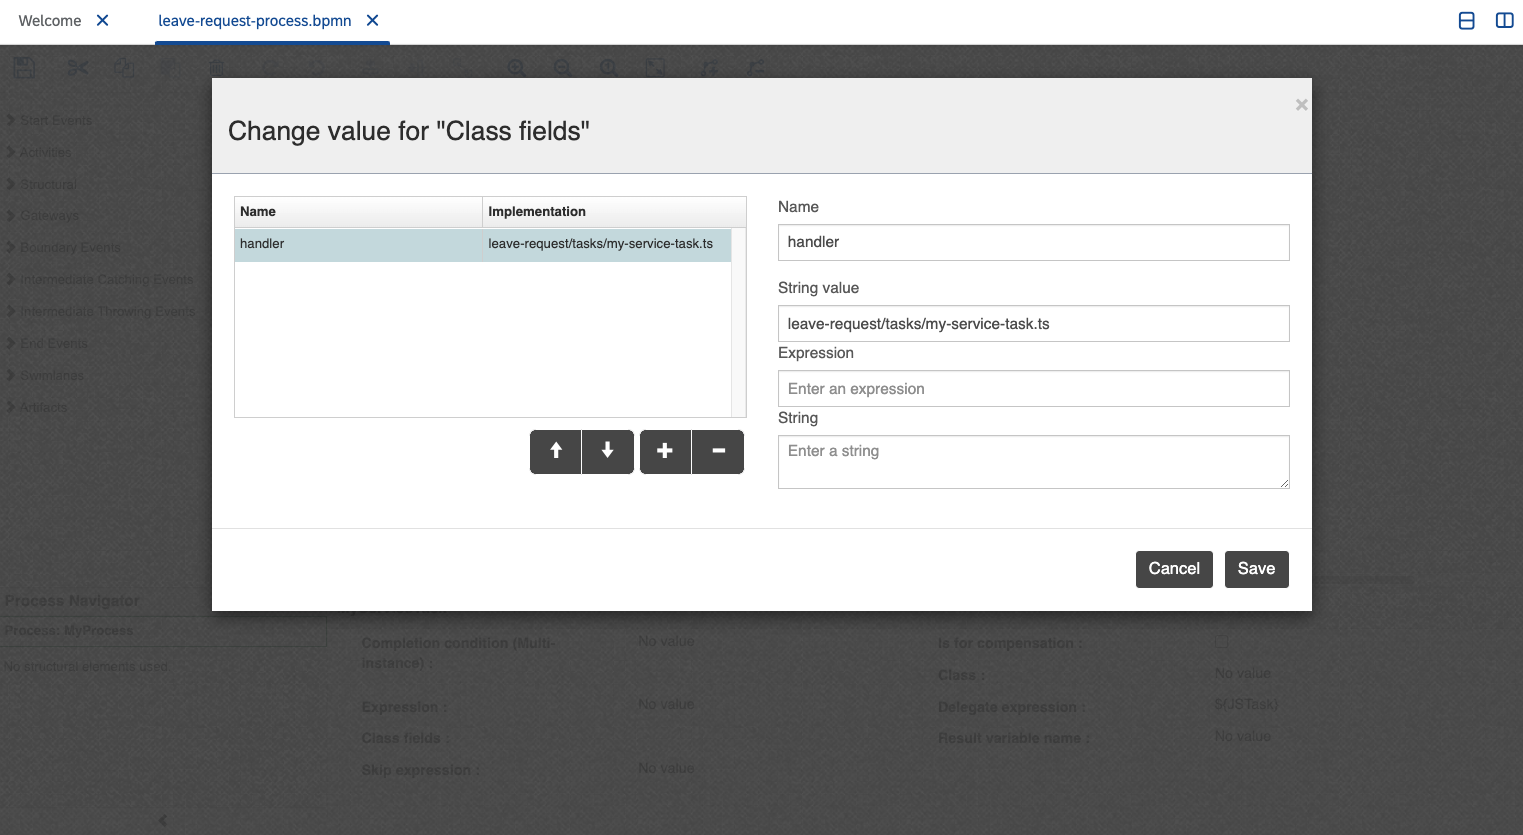 Welcome
leave-request-process.bpmn
Change value for "Class fields"
Name Implementation
handler leave-request/tasks/my-service-task.ts
Name
handler
String value
leave-request/tasks/my-service-task.ts
Expression
Enter an expression
String
Enter a string
Cancel Save
Start Events
Activities
Structural
Gateways
Boundary Events
Intermediate Catching Events
Intermediate Throwing Events
End Events
Swimlanes
Artifacts
Process Navigator
Process: MyProcess
No structural elements used.
Completion condition (Multi-
instance) : No value
Expression : No value
Class fields :
Skip expression : No value
Is for compensation :
Class : No value
Delegate expression : ${JSTask}
Result variable name : No value